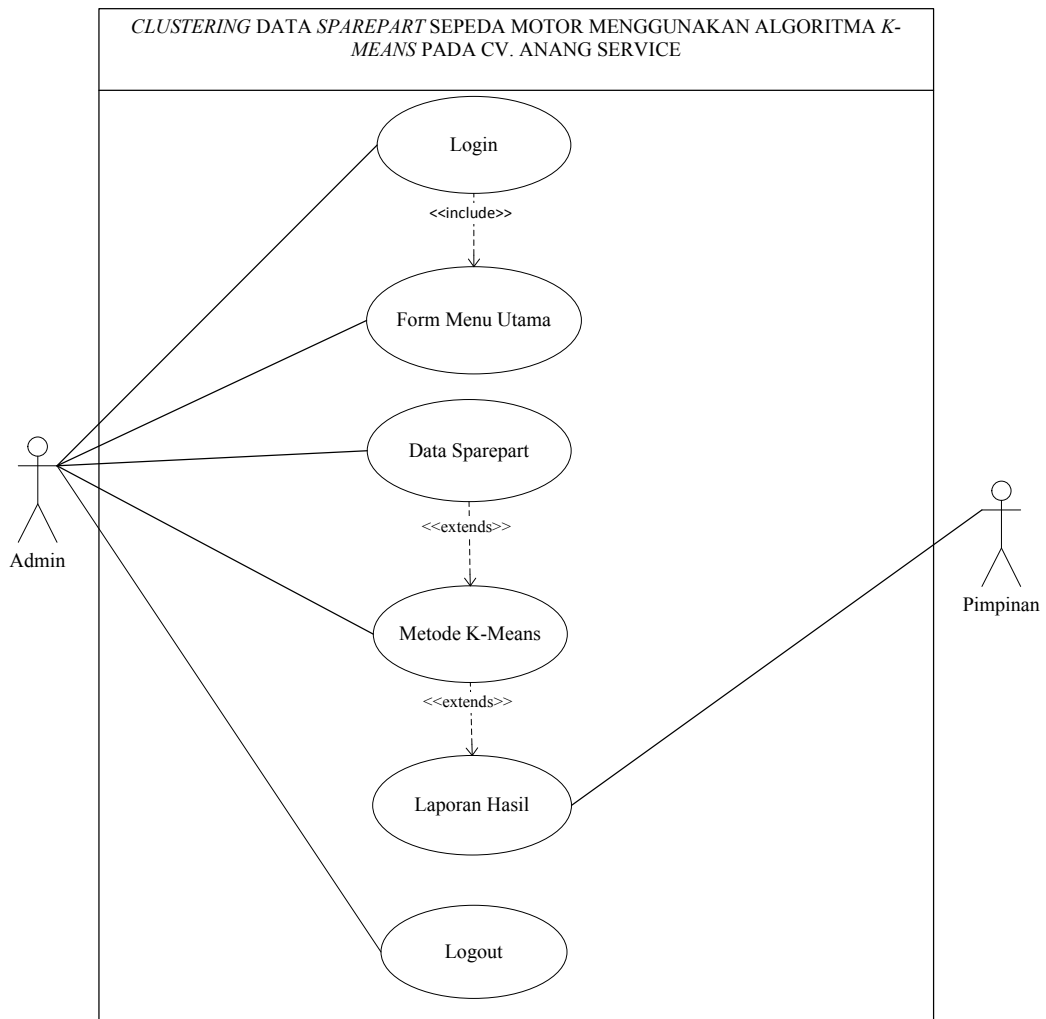 CLUSTERING DATA SPAREPART SEPEDA MOTOR MENGGUNAKAN ALGORITMA K-
MEANS PADA CV. ANANG SERVICE
Login
<<include>>
Form Menu Utama
Data Sparepart
<<extends>>
Admin
Metode K-Means
Pimpinan
<<extends>>
Laporan Hasil
Logout